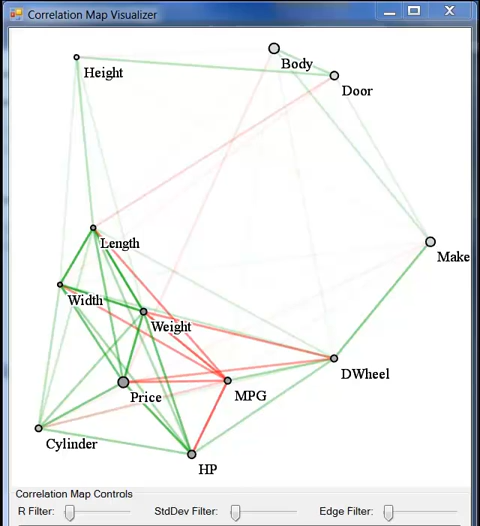 Correlation Map Visualizer
Body
Height
Door
Length
Make
Width
Weight
DWheel
Price
MPG
Cylinder
HP
Correlation Map Controls
R Filter:
StdDev Filter:
Edge Filter: